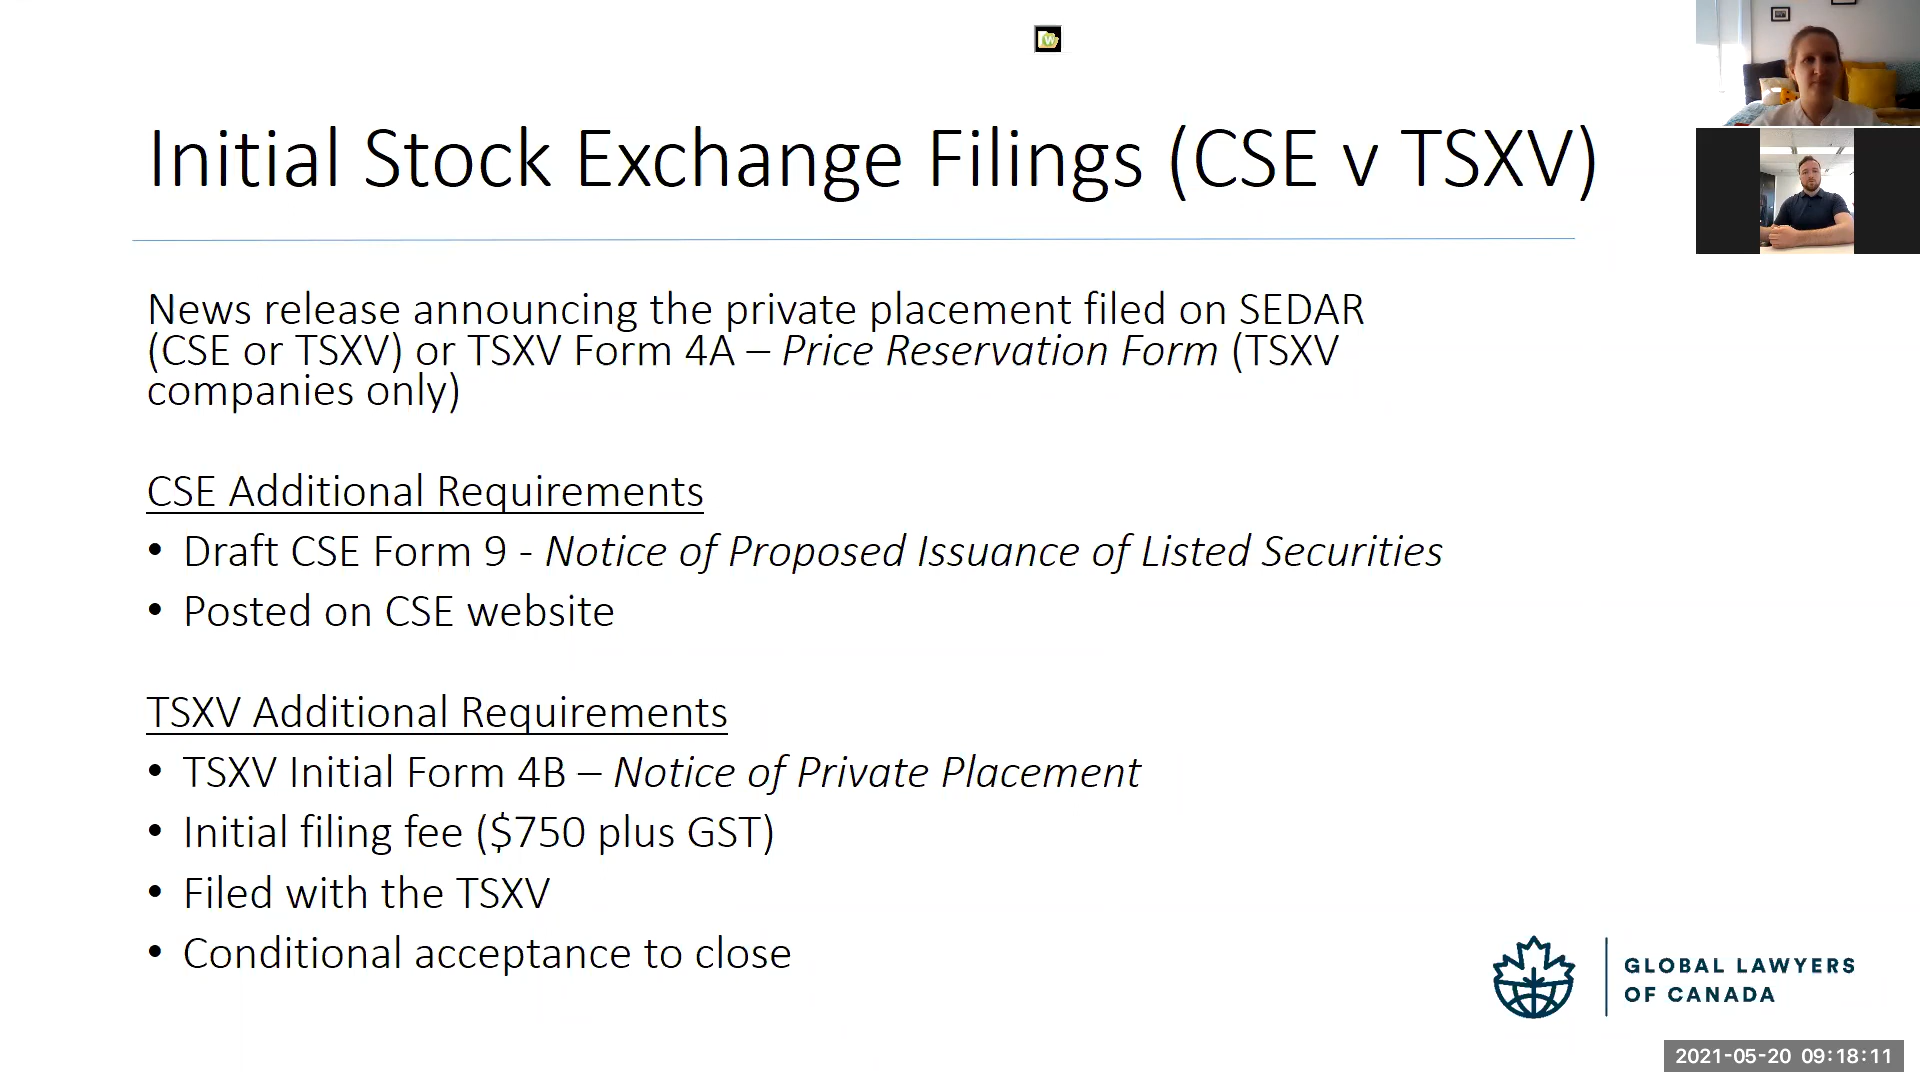 Initial Stock Exchange Filings (CSE v TSXV)
News release announcing the private placement filed on SEDAR
(CSE or TSXV) or TSXV Form 4A – Price Reservation Form (TSXV
companies only)
CSE Additional Requirements
• Draft CSE Form 9 - Notice of Proposed Issuance of Listed Securities
• Posted on CSE website
TSXV Additional Requirements
• TSXV Initial Form 4B – Notice of Private Placement
• Initial filing fee ($750 plus GST)
• Filed with the TSXV
• Conditional acceptance to close
GLOBAL LAWYERS
OF CANADA
2021-05-20 09:18:11